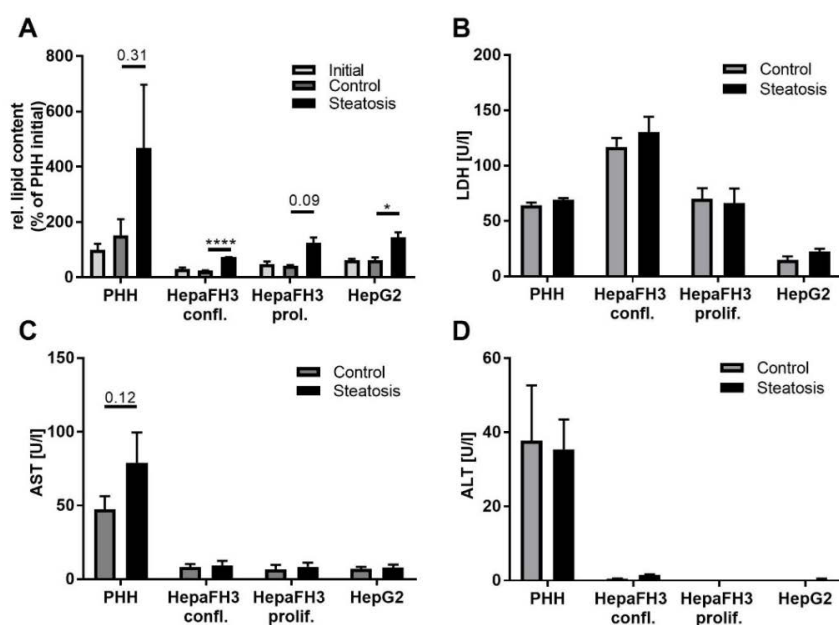 A
rel. lipid content
(% of PHH initial)
800
600
400
200
0
0.31
****
0.09
*
Initial
Control
Steatosis
PHH
HepaFH3
confl.
HepaFH3
prol.
HepG2
B
LDH [U/l]
200
150
100
50
0
Control
Steatosis
PHH
HepaFH3
confl.
HepaFH3
prolif.
HepG2
C
AST [U/l]
150
100
50
0
0.12
Control
Steatosis
PHH
HepaFH3
confl.
HepaFH3
prolif.
HepG2
D
ALT [U/l]
60
40
20
0
Control
Steatosis
PHH
HepaFH3
confl.
HepaFH3
prolif.
HepG2